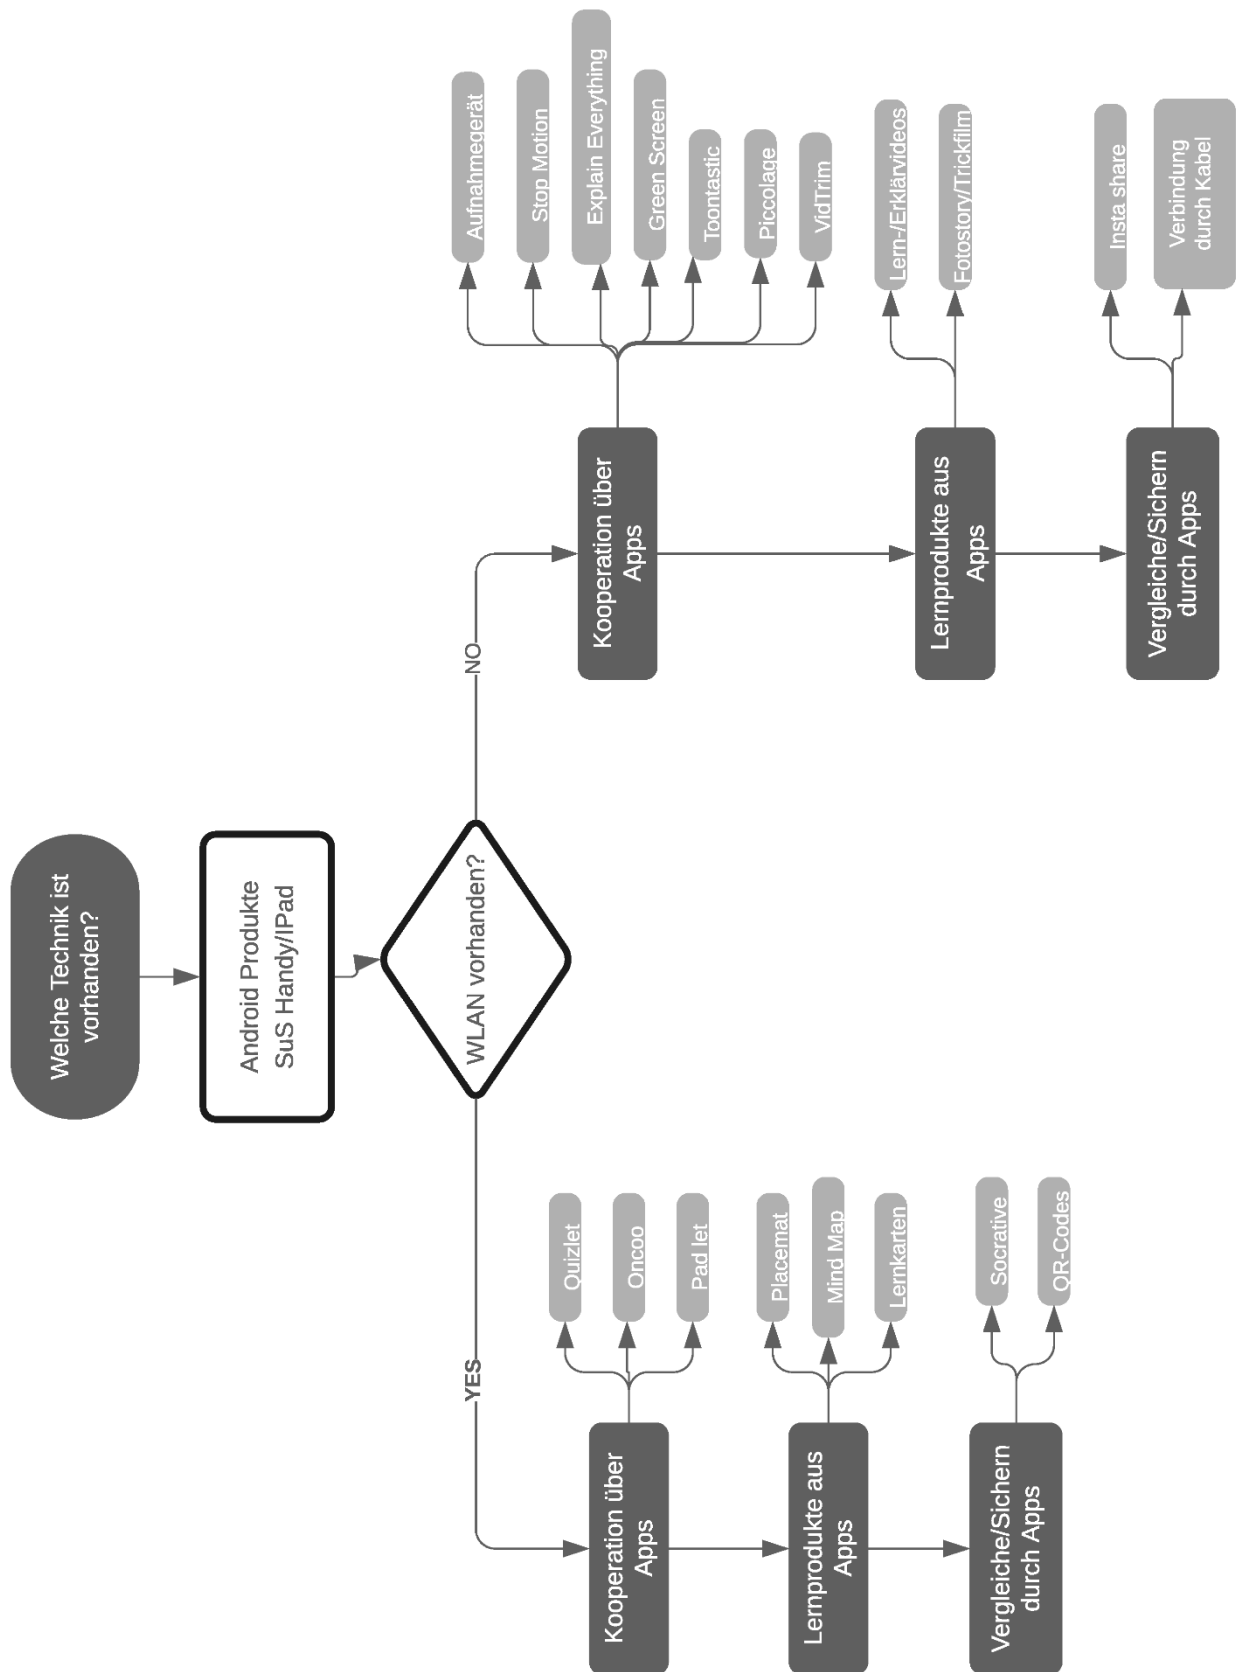 Welche Technik ist
vorhanden?
Android Produkte
SuS Handy/IPad
WLAN vorhanden?
YES
NO
Kooperation über
Apps
Quizlet
Oncoo
Pad let
Lernprodukte aus
Apps
Placemat
Mind Map
Lernkarten
Vergleiche/Sichern
durch Apps
Socrative
QR-Codes
Kooperation über
Apps
Aufnahmegerät
Stop Motion
Explain Everything
Green Screen
Toontastic
Piccolage
VidTrim
Lernprodukte aus
Apps
Lern-/Erklärvideos
Fotostory/Trickfilm
Vergleiche/Sichern
durch Apps
Insta share
Verbindung
durch Kabel